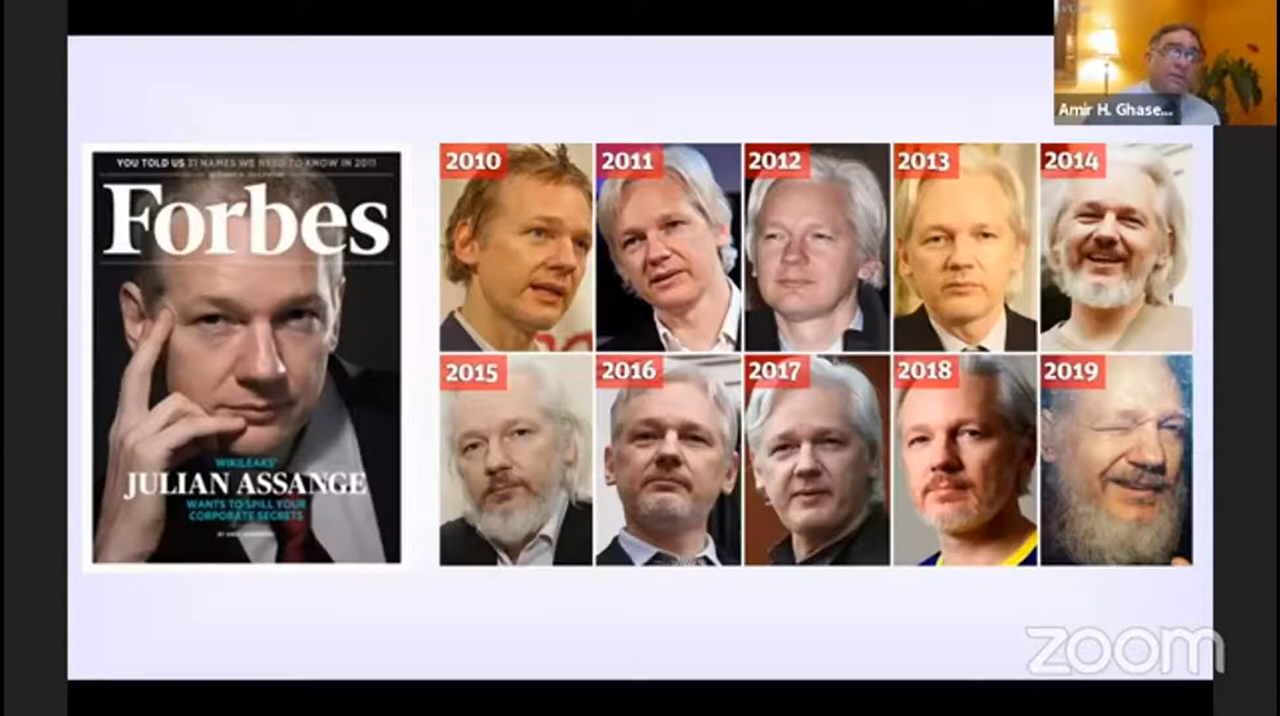 Amir H. Ghase...
YOU TOLD US 31 NAMES WE NEED TO KNOW IN 2011
Forbes
WIKILEAKS'
JULIAN ASSANGE
WANTS TO SPILL YOUR
CORPORATE SECRETS
2010
2011
2012
2013
2014
2015
2016
2017
2018
2019
zoom